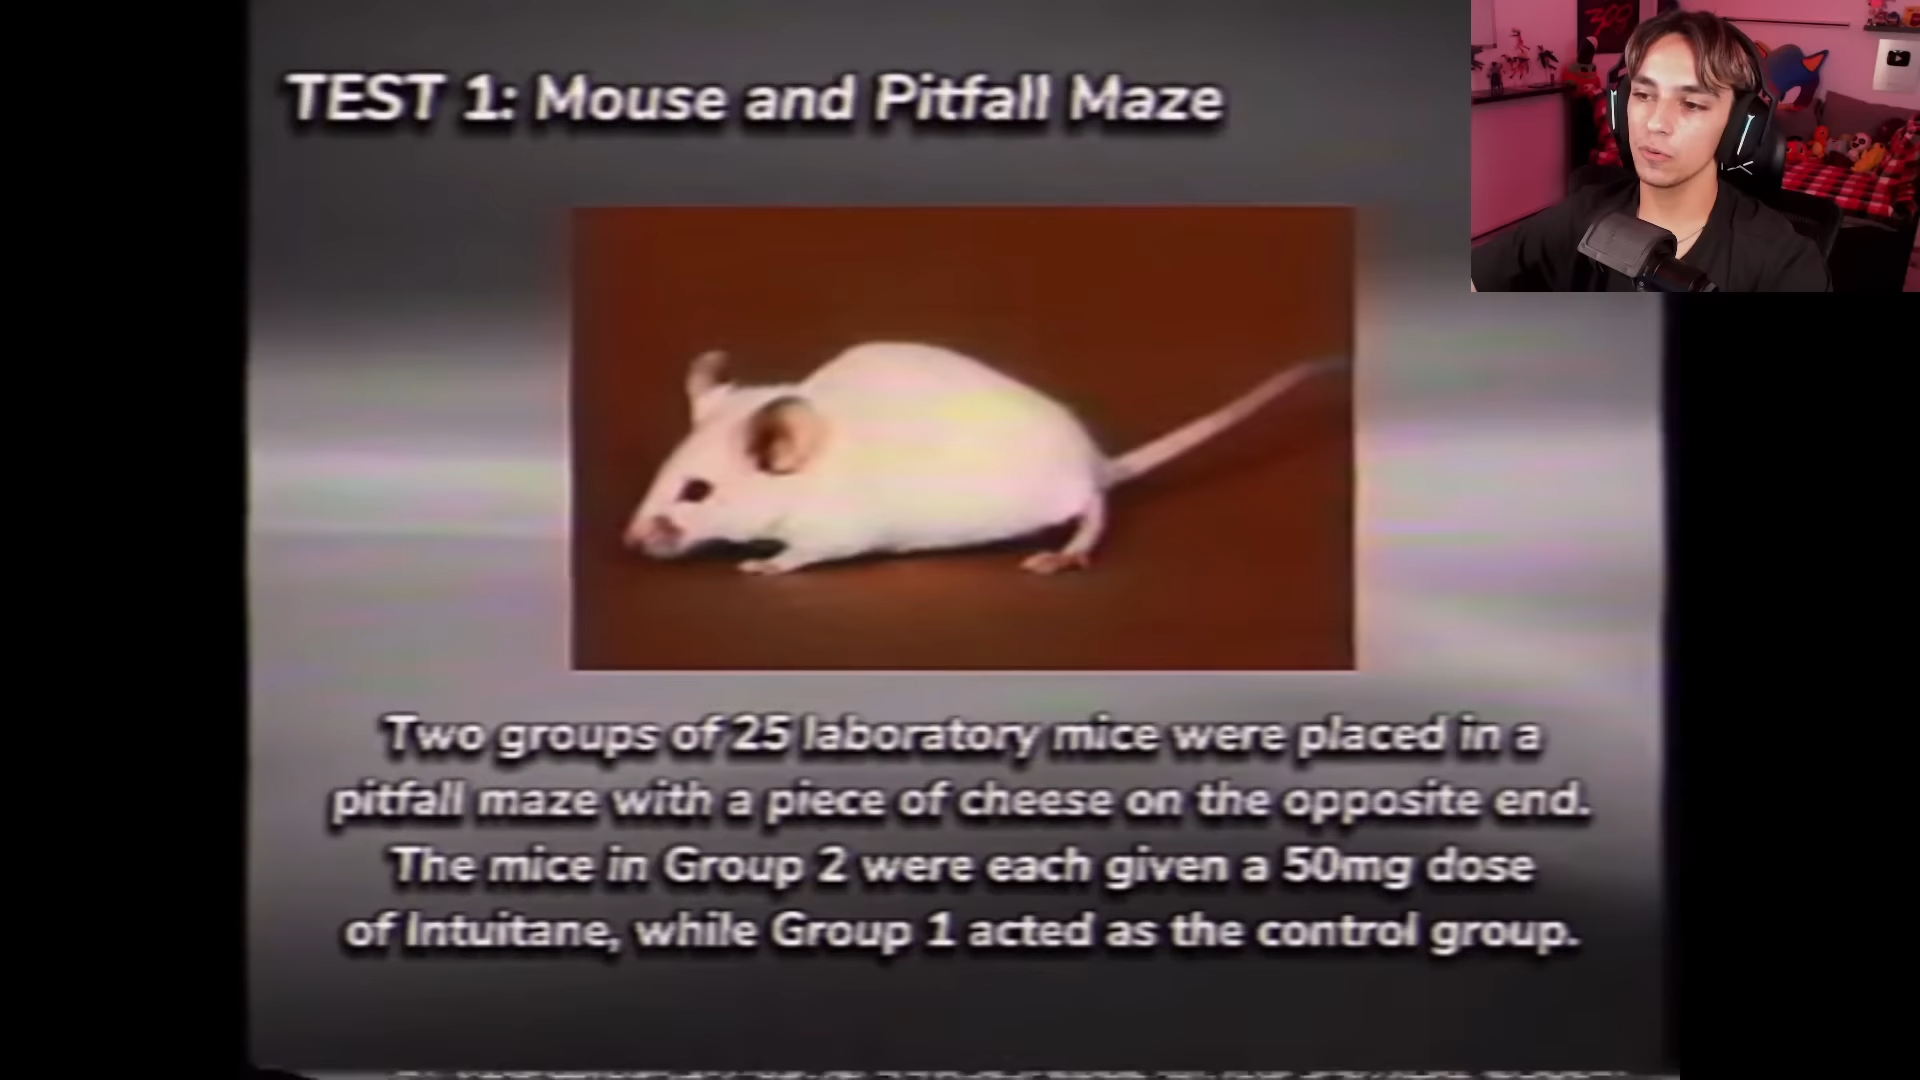 TEST 1: Mouse and Pitfall Maze
Two groups of 25 laboratory mice were placed in a
pitfall maze with a piece of cheese on the opposite end.
The mice in Group 2 were each given a 50mg dose
of Intuitane, while Group 1 acted as the control group.